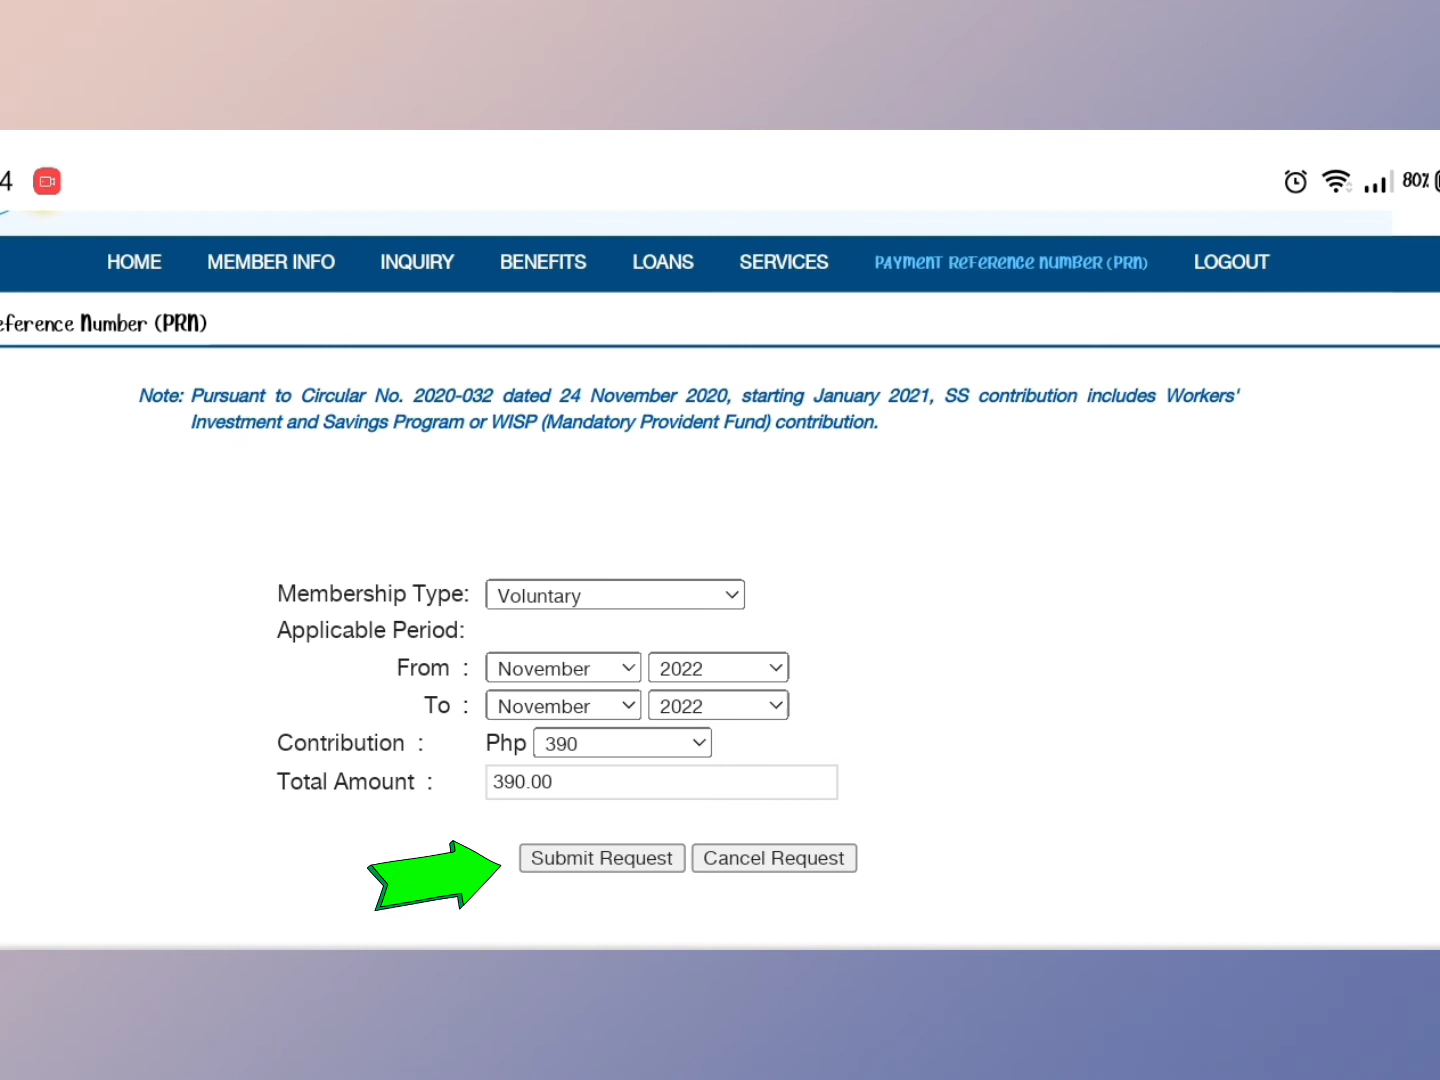 4
80%
HOME MEMBER INFO INQUIRY BENEFITS LOANS SERVICES PAYMENT REFERENCE NUMBER (PRN) LOGOUT
eference Number (PRN)
Note: Pursuant to Circular No. 2020-032 dated 24 November 2020, starting January 2021, SS contribution includes Workers'
Investment and Savings Program or WISP (Mandatory Provident Fund) contribution.
Membership Type: Voluntary
Applicable Period:
From : November 2022
To : November 2022
Contribution : Php 390
Total Amount : 390.00
Submit Request Cancel Request